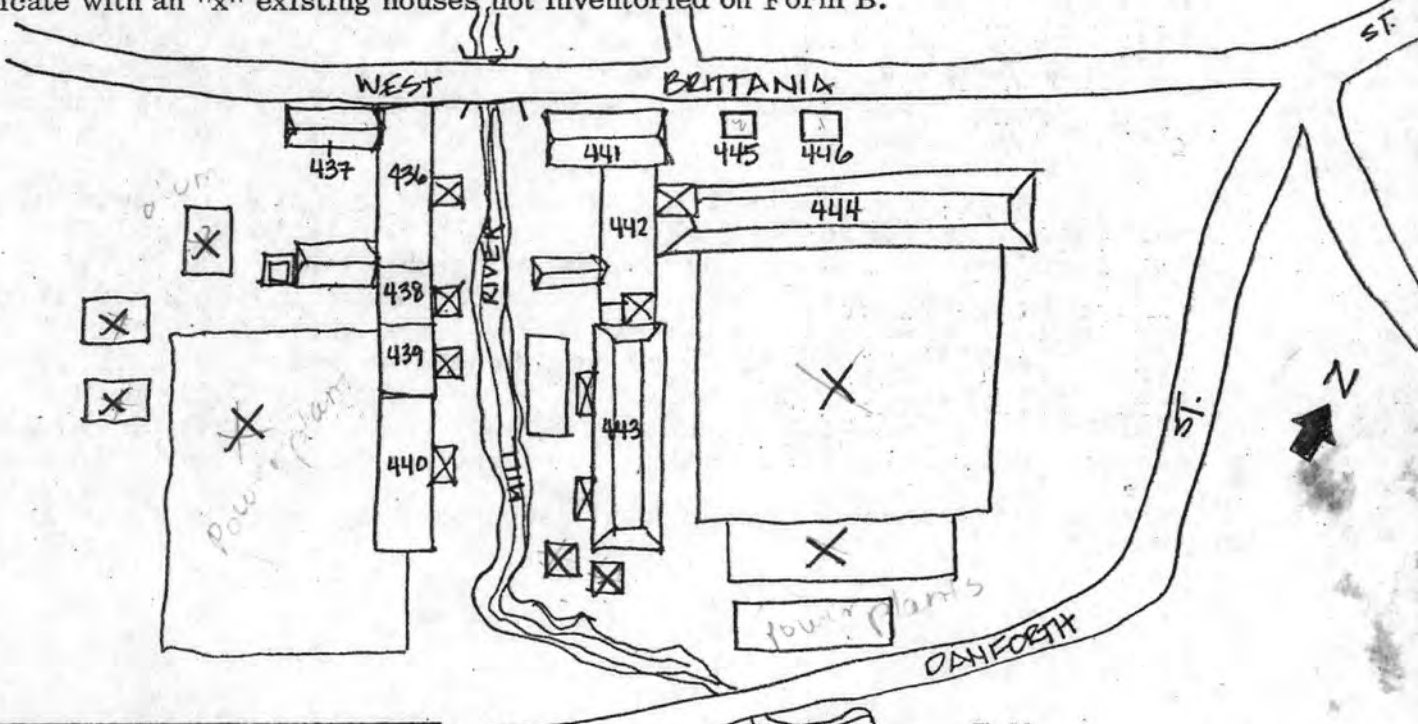 icate with an "x" existing houses not inventoried on Form B.
ST.
WEST BRITTANIA
437
436
441
445
446
444
442
RIVER
438
439
443
440
MILL
ST.
N
power plant
power plants
DANFORTH